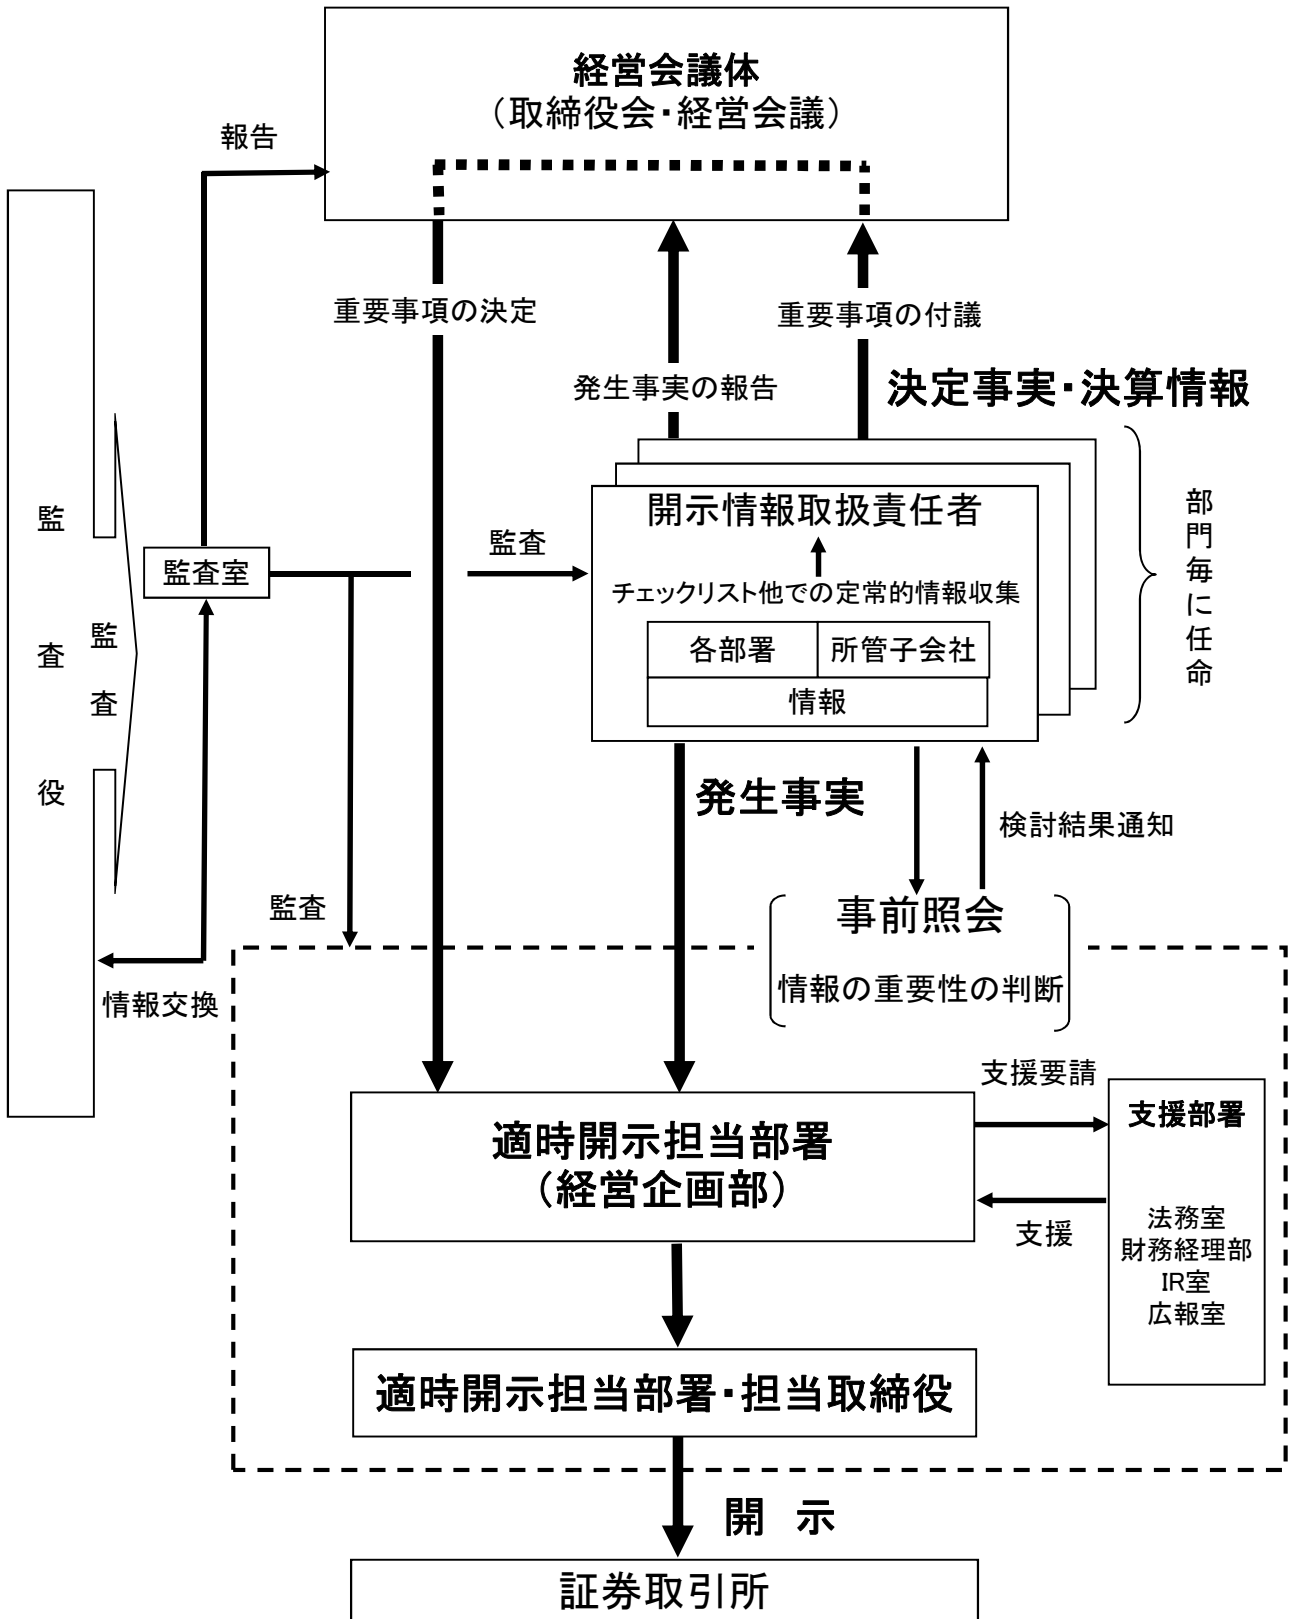 経営会議体
（取締役会・経営会議）
報告
重要事項の決定
重要事項の付議
発生事実の報告
決定事実・決算情報
監査役
監査
監査室
監査
開示情報取扱責任者
チェックリスト他での定常的情報収集
各部署
所管子会社
情報
部門毎に任命
発生事実
検討結果通知
監査
事前照会
情報の重要性の判断
情報交換
支援要請
支援部署
適時開示担当部署
（経営企画部）
支援
法務室
財務経理部
IR室
広報室
適時開示担当部署・担当取締役
開　示
証券取引所